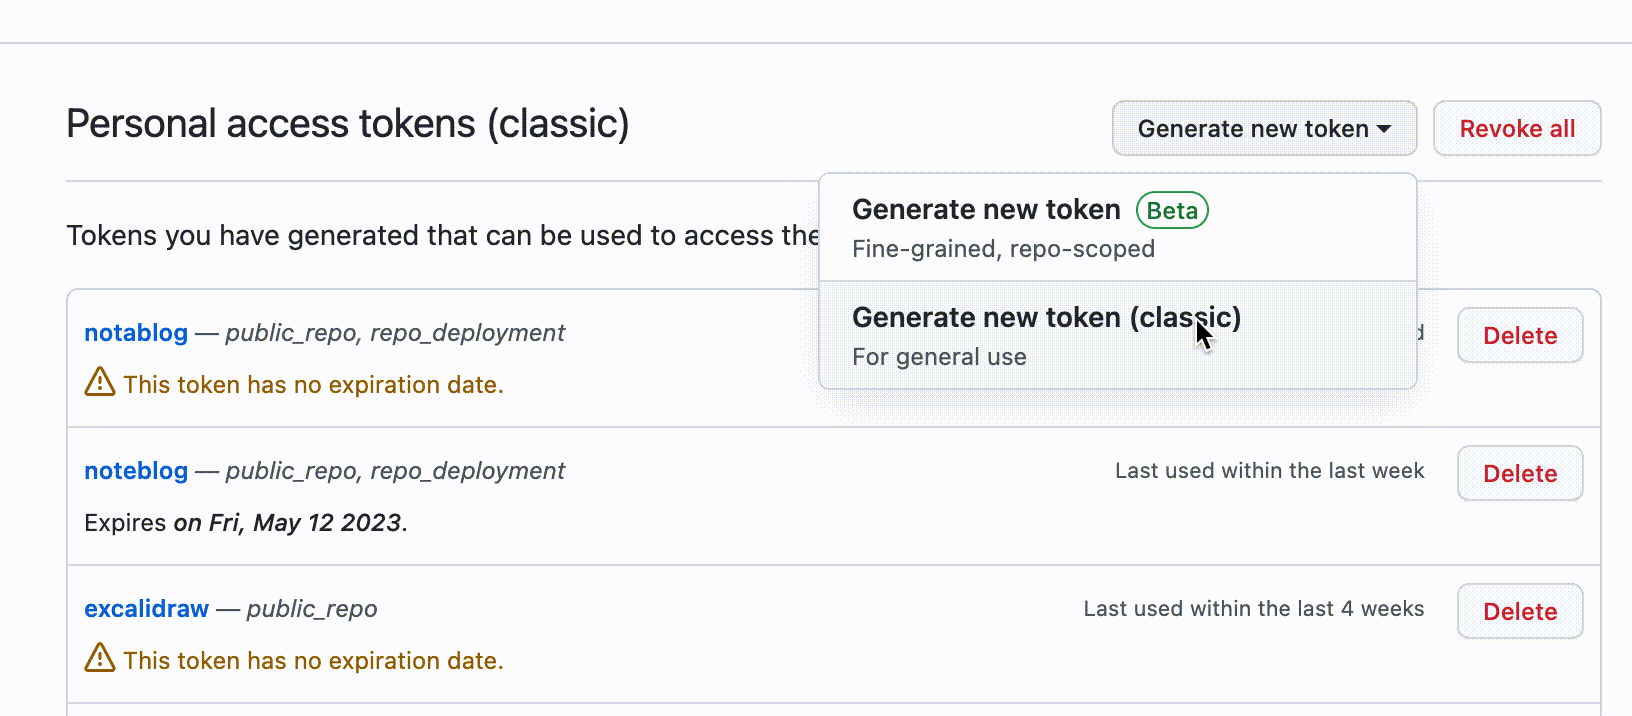 Personal access tokens (classic)
Generate new token
Revoke all
Generate new token Beta
Fine-grained, repo-scoped
Generate new token (classic)
For general use
Tokens you have generated that can be used to access the
notablog — public_repo, repo_deployment
Delete
This token has no expiration date.
noteblog — public_repo, repo_deployment
Last used within the last week
Delete
Expires on Fri, May 12 2023.
excalidraw — public_repo
Last used within the last 4 weeks
Delete
This token has no expiration date.